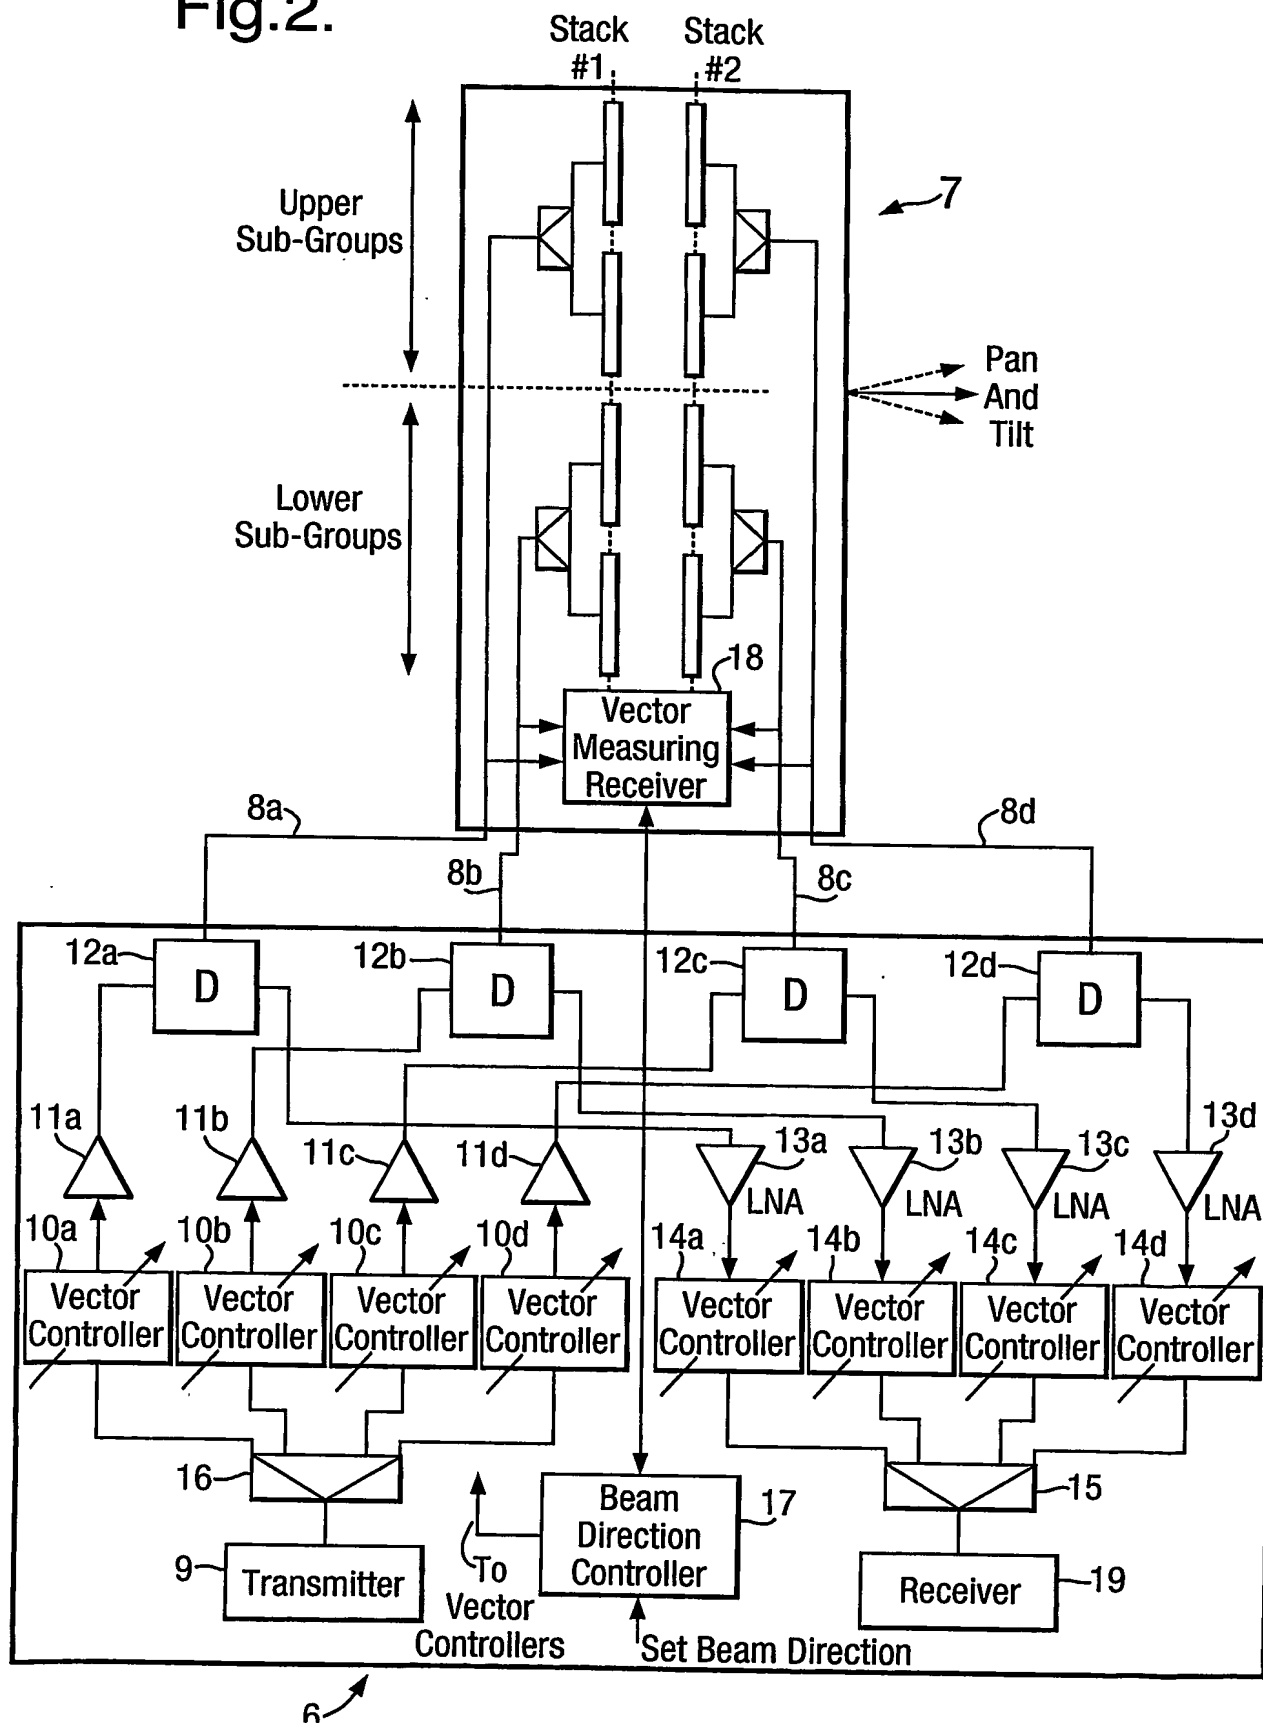 Fig.2.
Stack
#1
Stack
#2
Upper
Sub-Groups
7
Pan
And
Tilt
Lower
Sub-Groups
18
Vector
Measuring
Receiver
8a
8b
8c
8d
12a
D
12b
D
12c
D
12d
D
11a
11b
11c
11d
13a
LNA
13b
LNA
13c
LNA
13d
LNA
10a
10b
10c
10d
14a
14b
14c
14d
Vector
Controller
Vector
Controller
Vector
Controller
Vector
Controller
Vector
Controller
Vector
Controller
Vector
Controller
Vector
Controller
16
15
Beam
Direction
Controller
17
9
Transmitter
To
Vector
Controllers
Receiver
19
Set Beam Direction
6